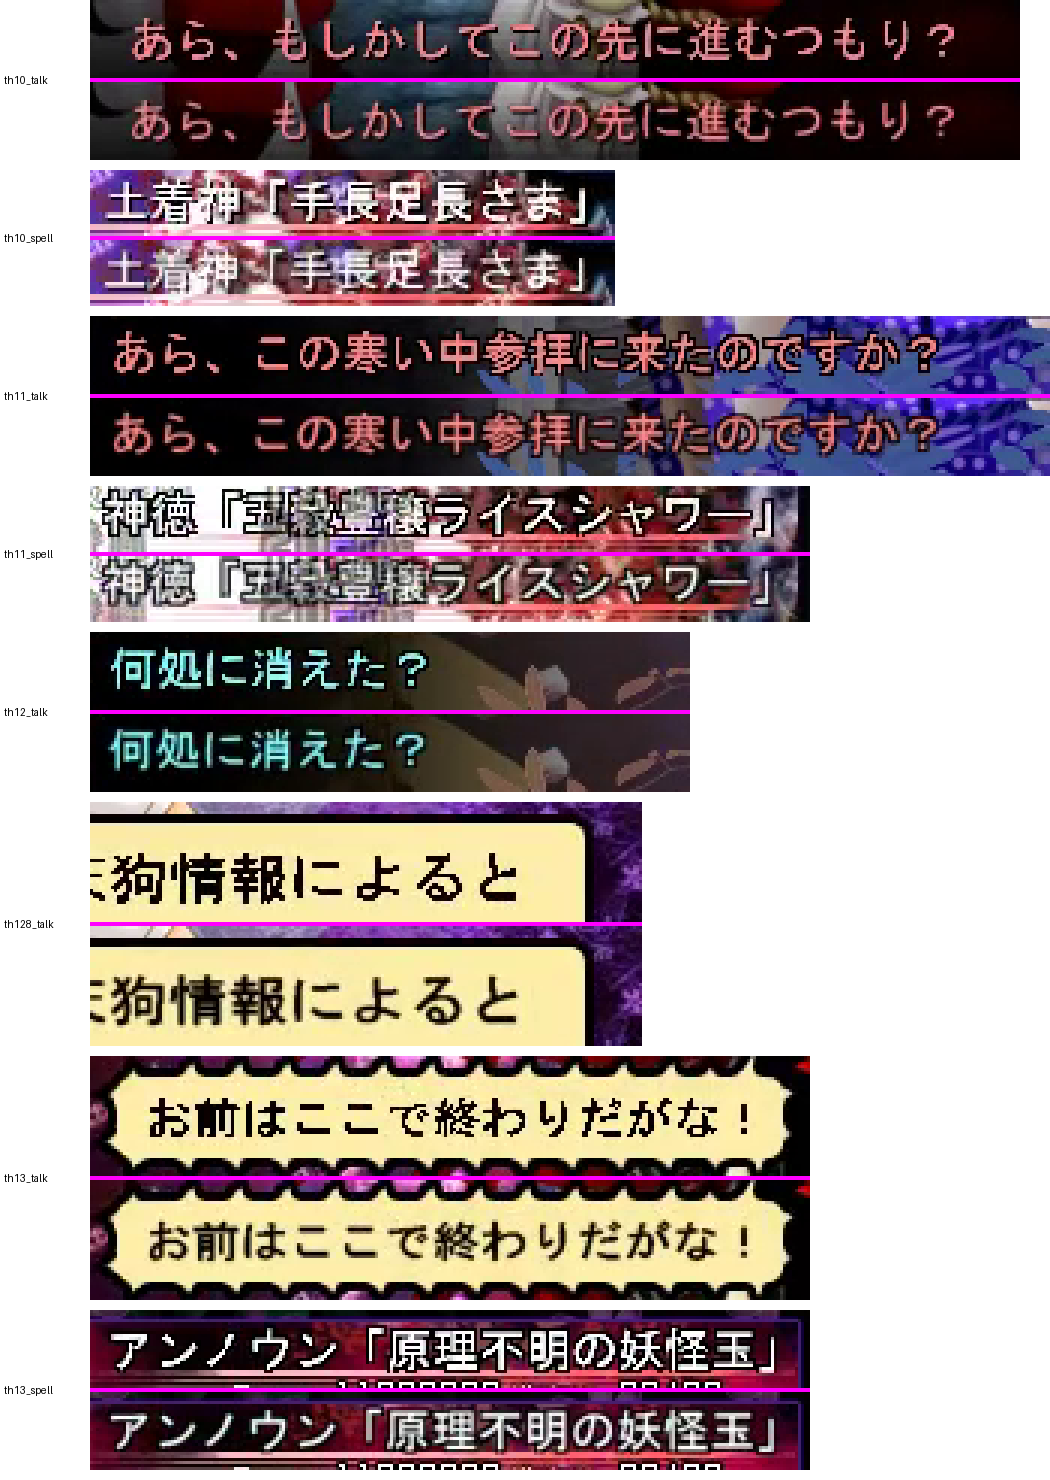 th10_talk
あら、もしかしてこの先に進むつもり？
あら、もしかしてこの先に進むつもり？
th10_spell
土着神「手長足長さま」
土着神「手長足長さま」
th11_talk
あら、この寒い中参拝に来たのですか？
あら、この寒い中参拝に来たのですか？
th11_spell
神徳「五穀豊穣ライスシャワー」
神徳「五穀豊穣ライスシャワー」
th12_talk
何処に消えた？
何処に消えた？
th128_talk
狗情報によると
狗情報によると
th13_talk
お前はここで終わりだがな！
お前はここで終わりだがな！
th13_spell
アンノウン「原理不明の妖怪玉」
アンノウン「原理不明の妖怪玉」